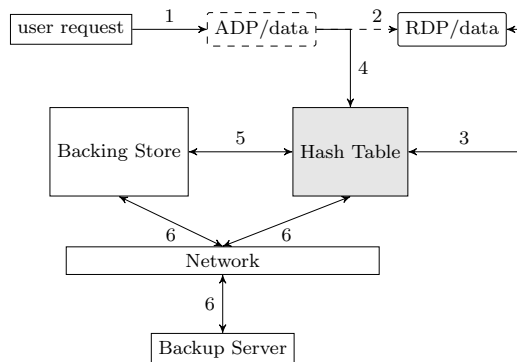 user request
1
ADP/data
2
RDP/data
4
Backing Store
5
Hash Table
3
6
6
Network
6
Backup Server